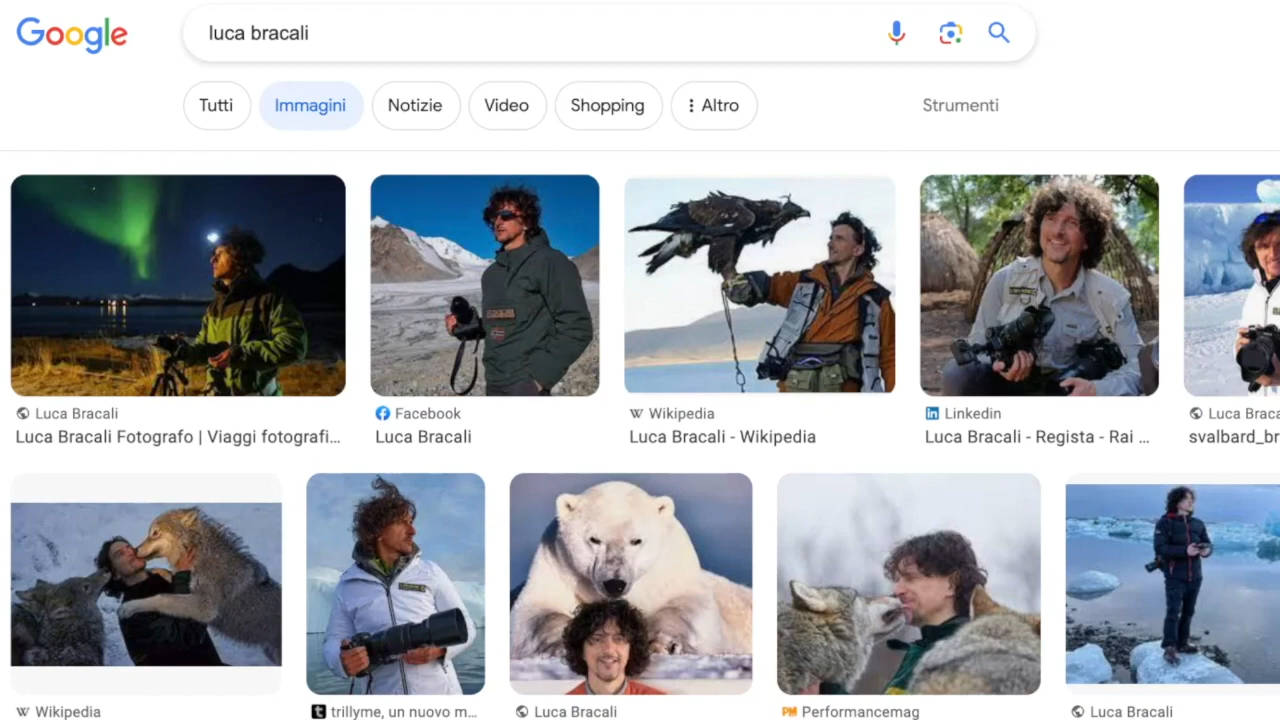 Google
luca bracali
Tutti
Immagini
Notizie
Video
Shopping
Altro
Strumenti
Luca Bracali
Luca Bracali Fotografo | Viaggi fotografi...
Facebook
Luca Bracali
Wikipedia
Luca Bracali - Wikipedia
Linkedin
Luca Bracali - Regista - Rai ...
Luca Braca
svalbard_br
Wikipedia
trillyme, un nuovo m...
Luca Bracali
Performancemag
Luca Bracali